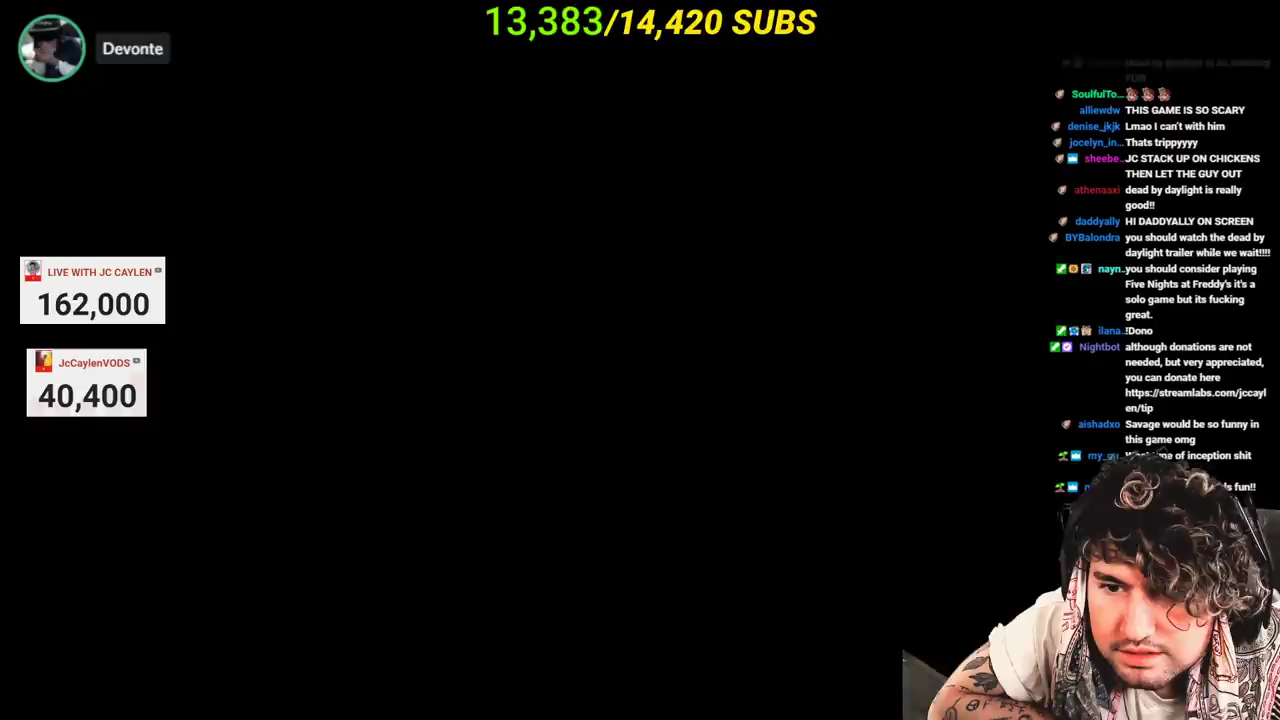 13,383/14,420 SUBS
Devonte
SoulfulTo...
alliewdw THIS GAME IS SO SCARY
denise_jkjk Lmao I can't with him
jocelyn_in... Thats trippyyyy
sheebe... JC STACK UP ON CHICKENS
THEN LET THE GUY OUT
athenaaxi dead by daylight is really
good!!
daddyally HI DADDYALLY ON SCREEN
BYBalondra you should watch the dead by
daylight trailer while we wait!!!!
nayn... you should consider playing
Five Nights at Freddy's it's a
solo game but its fucking
great.
ilana... !Dono
Nightbot although donations are not
needed, but very appreciated,
you can donate here
https://streamlabs.com/jccayl
en/tip
aishadxo Savage would be so funny in
this game omg
of inception shit
fun!!
LIVE WITH JC CAYLEN
162,000
JcCaylenVODS
40,400